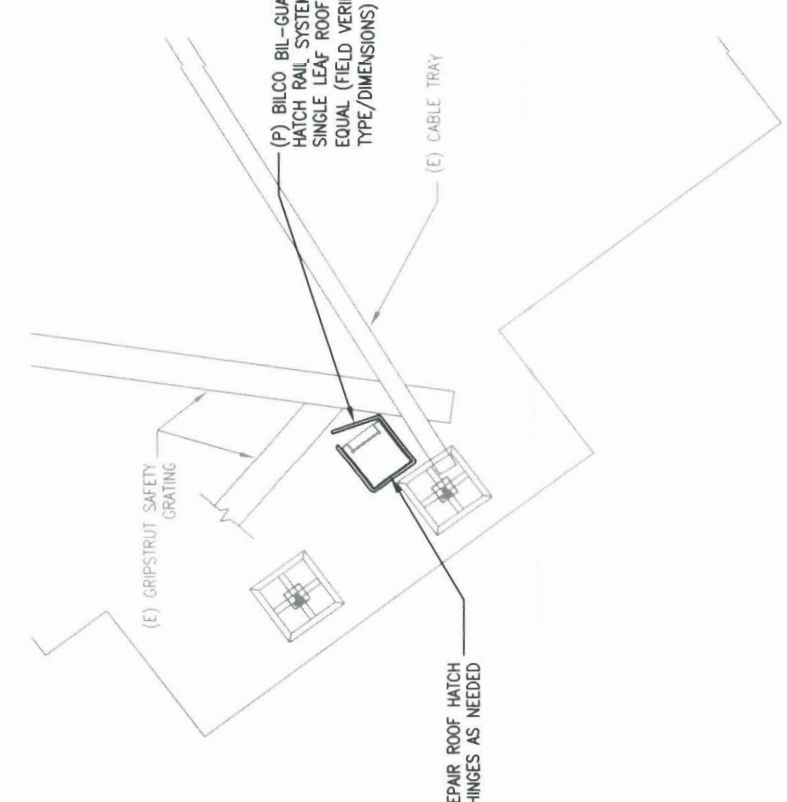 (P) BILCO BIL-GUA
HATCH RAIL SYSTEM
SINGLE LEAF ROOF
EQUAL (FIELD VERI
TYPE/DIMENSIONS)
(E) CABLE TRAY
(E) GRIPSTRUT SAFETY
GRATING
EPAIR ROOF HATCH
HINGES AS NEEDED